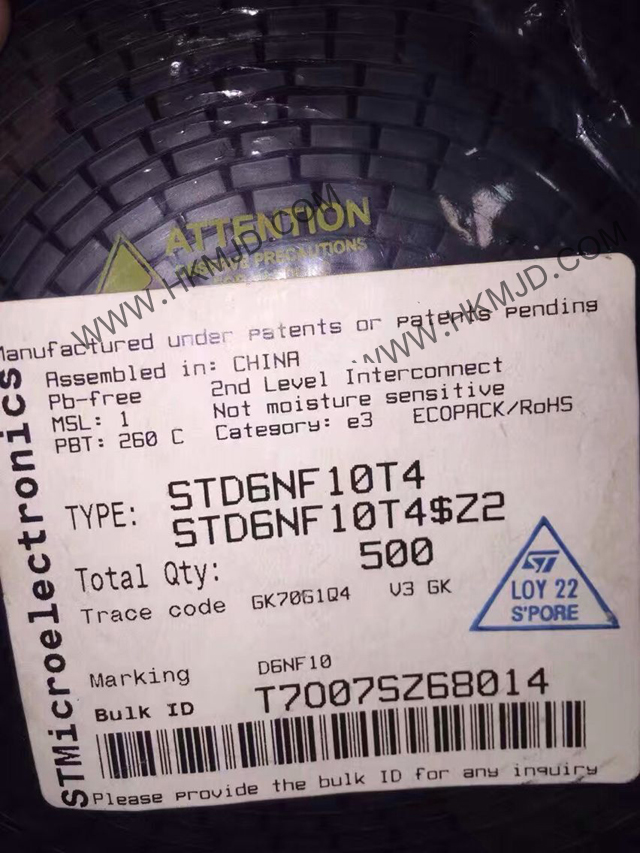 ATTENTION
PRECAUTIONS
WWW.HKMJD.COM
WWW.HKMJD.COM
Manufactured under patents or patents pending
Assembled in: CHINA
Pb-free 2nd Level Interconnect
MSL: 1 Not moisture sensitive
PBT: 260 C Category: e3 ECOPACK/RoHS
STMicroelectronics
TYPE: STD6NF10T4
STD6NF10T4$Z2
Total Qty: 500
Trace code GK70G1Q4 V3 GK
ST
LOY 22
S'PORE
Marking D6NF10
Bulk ID T7007SZ68014
Please provide the bulk ID for any inquiry